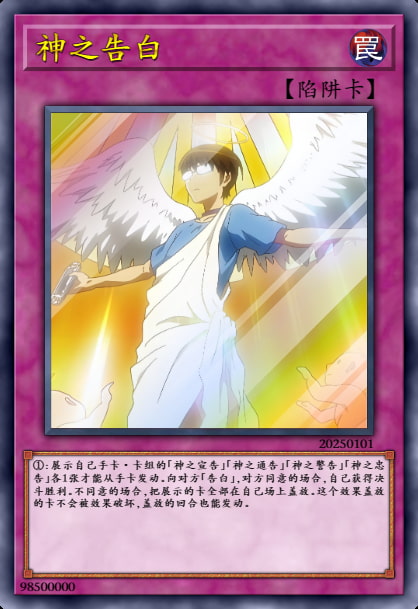 神之告白
罠
【陷阱卡】
20250101
①:展示自己手卡·卡组的「神之宣告」「神之通告」「神之警告」「神之忠
告」各1张才能从手卡发动。向对方「告白」,对方同意的场合,自己获得决
斗胜利。不同意的场合,把展示的卡全部在自己场上盖放。这个效果盖放
的卡不会被效果破坏,盖放的回合也能发动。
98500000